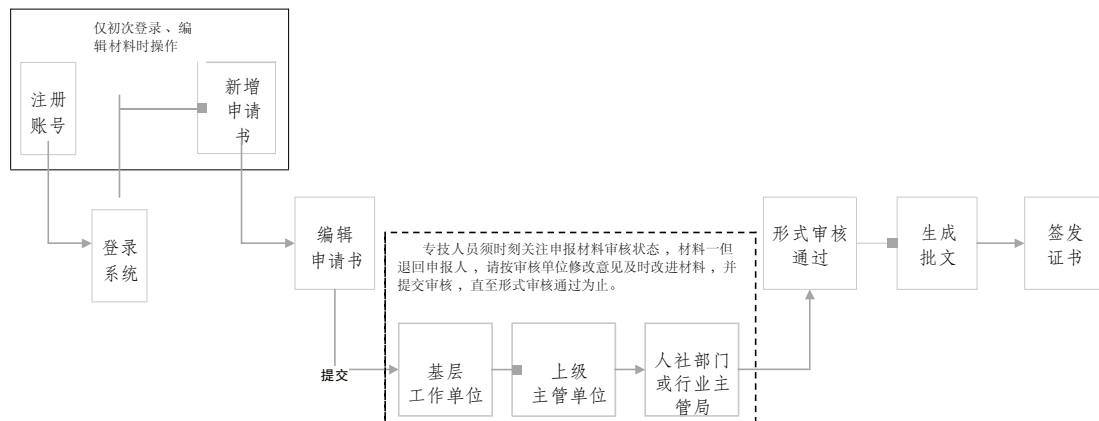 仅初次登录、编
辑材料时操作
注册
账号
新增
申请
书
登录
系统
编辑
申请书
提交
专技人员须时刻关注申报材料审核状态，材料一但
退回申报人，请按审核单位修改意见及时改进材料，并
提交审核，直至形式审核通过为止。
基层
工作单位
上级
主管单位
人社部门
或行业主
管局
形式审核
通过
生成
批文
签发
证书